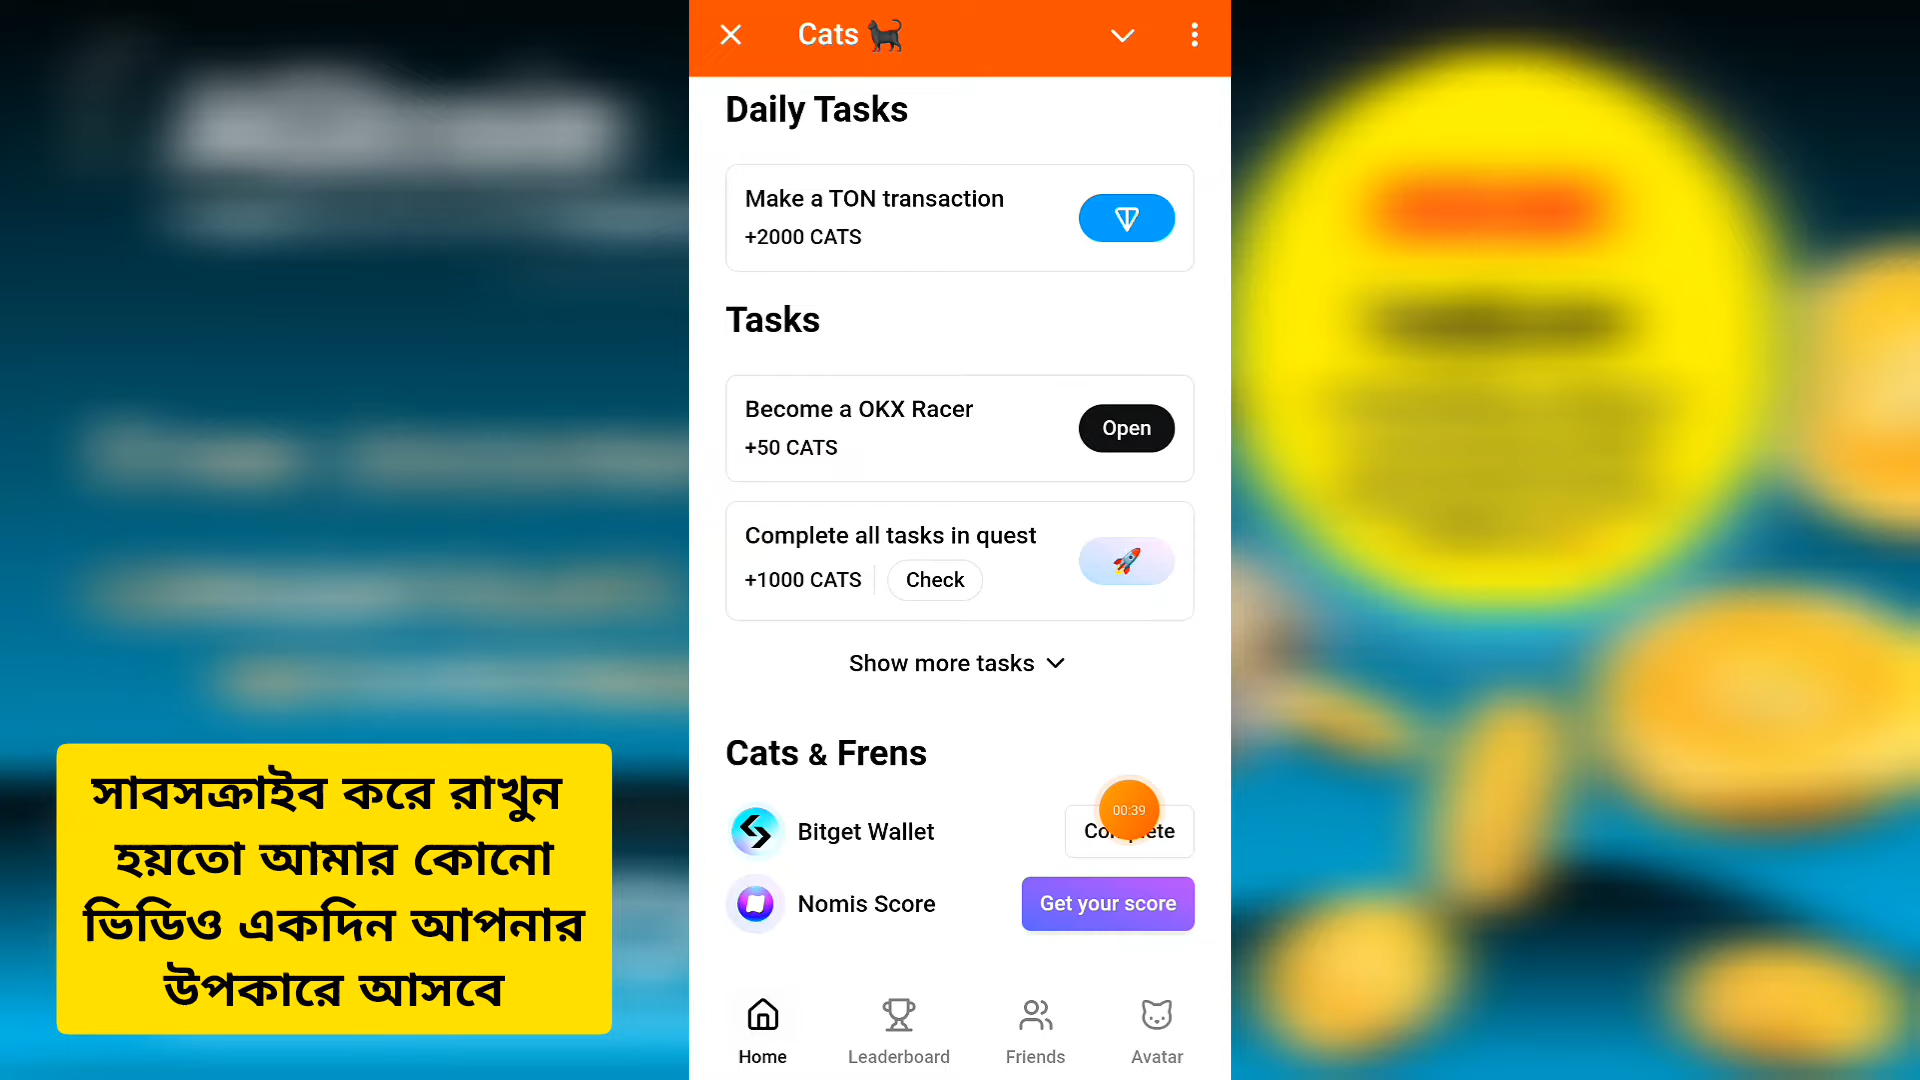 Cats 🐈‍⬛
Daily Tasks
Make a TON transaction
+2000 CATS
Tasks
Become a OKX Racer
+50 CATS
Open
Complete all tasks in quest
+1000 CATS
Check
Show more tasks
Cats & Frens
Bitget Wallet
00:39
Nomis Score
Get your score
Home
Leaderboard
Friends
Avatar
সাবসক্রাইব করে রাখুন
হয়তো আমার কোনো
ভিডিও একদিন আপনার
উপকারে আসবে